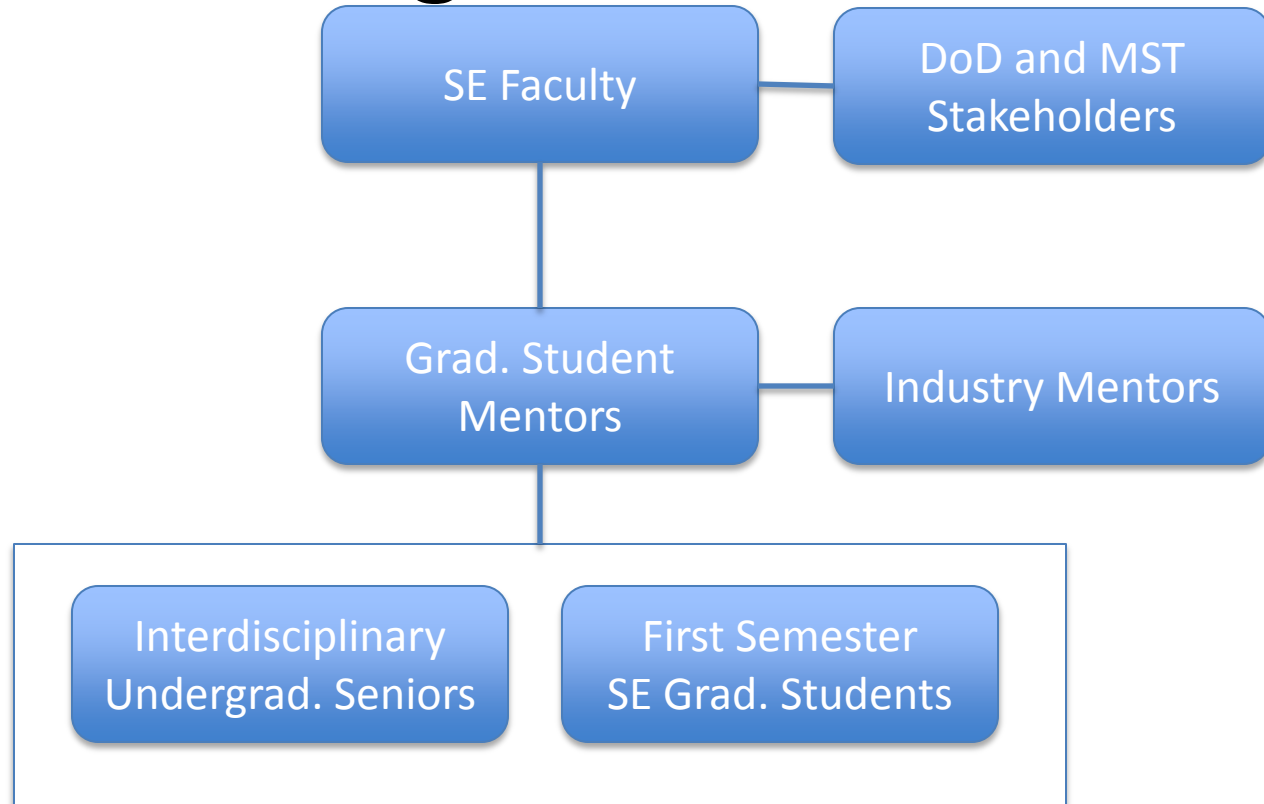 SE Faculty
DoD and MST
Stakeholders
Grad. Student
Mentors
Industry Mentors
Interdisciplinary
Undergrad. Seniors
First Semester
SE Grad. Students